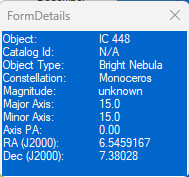 FormDetails
Object: IC 448
Catalog Id: N/A
Object Type: Bright Nebula
Constellation: Monoceros
Magnitude: unknown
Major Axis: 15.0
Minor Axis: 15.0
Axis PA: 0.00
RA (J2000): 6.5459167
Dec (J2000): 7.38028